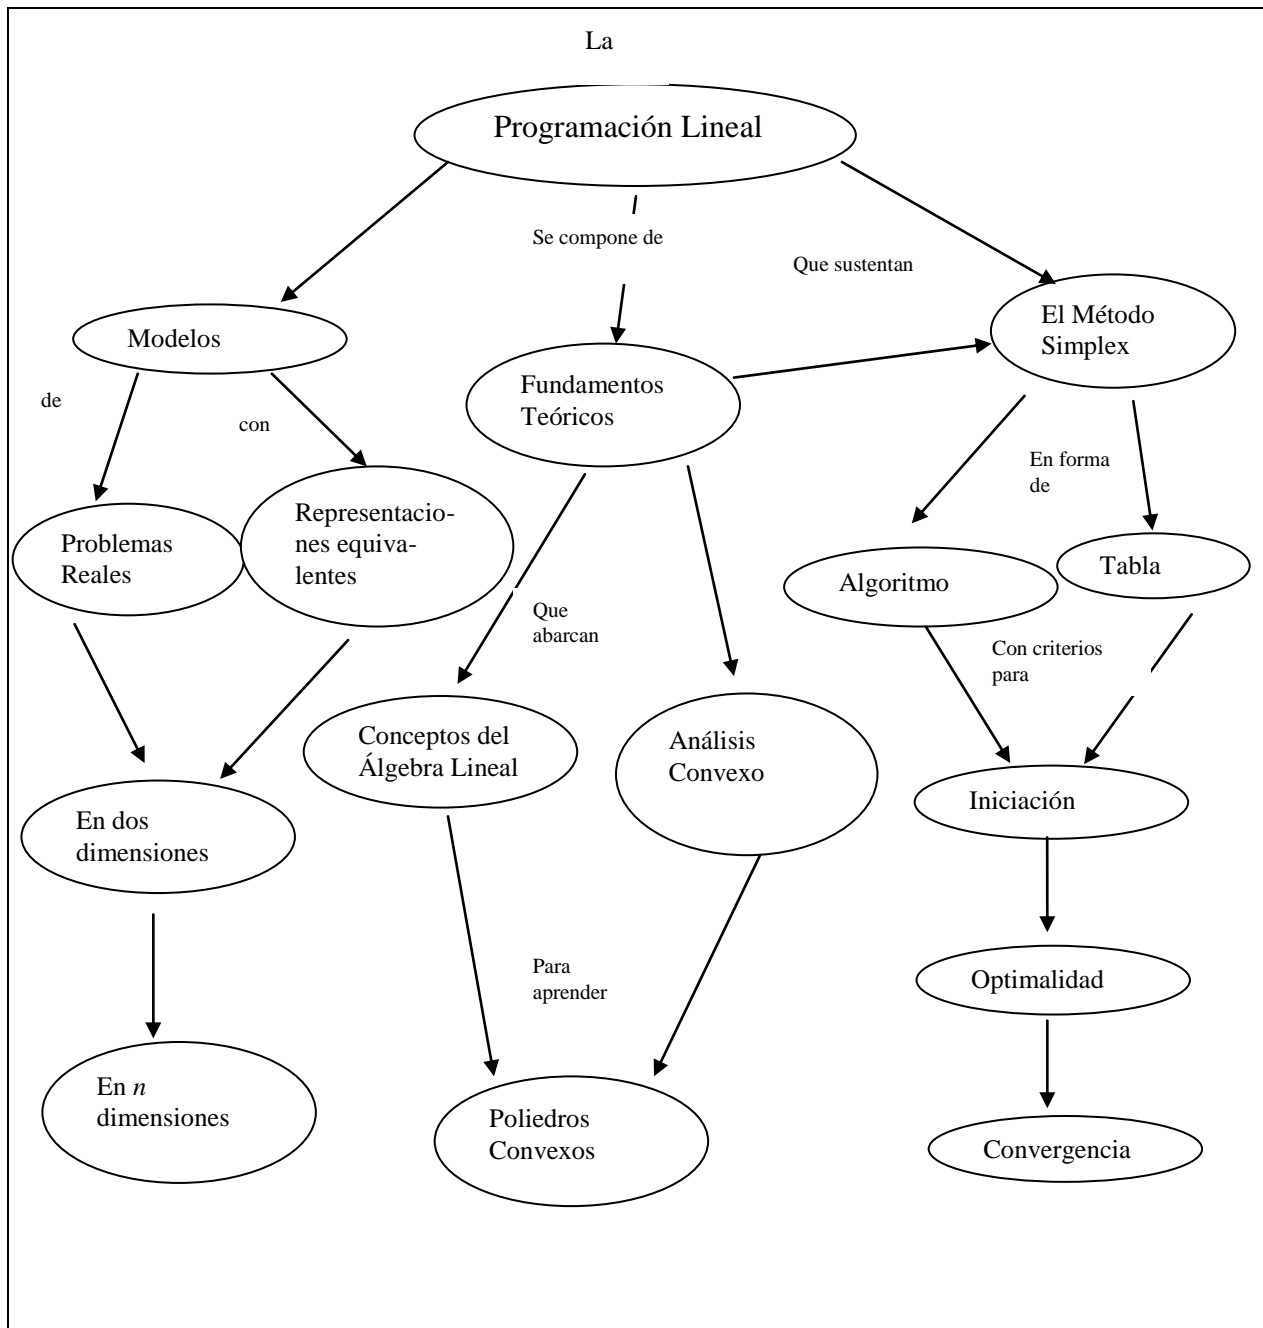 La
Programación Lineal
Se compone de
Que sustentan
El Método
Simplex
Modelos
Fundamentos
Teóricos
de
con
En forma
de
Representacio-
nes equiva-
lentes
Problemas
Reales
Algoritmo
Tabla
Que
abarcan
Con criterios
para
Conceptos del
Álgebra Lineal
Análisis
Convexo
Iniciación
En dos
dimensiones
Para
aprender
Optimalidad
En n
dimensiones
Poliedros
Convexos
Convergencia